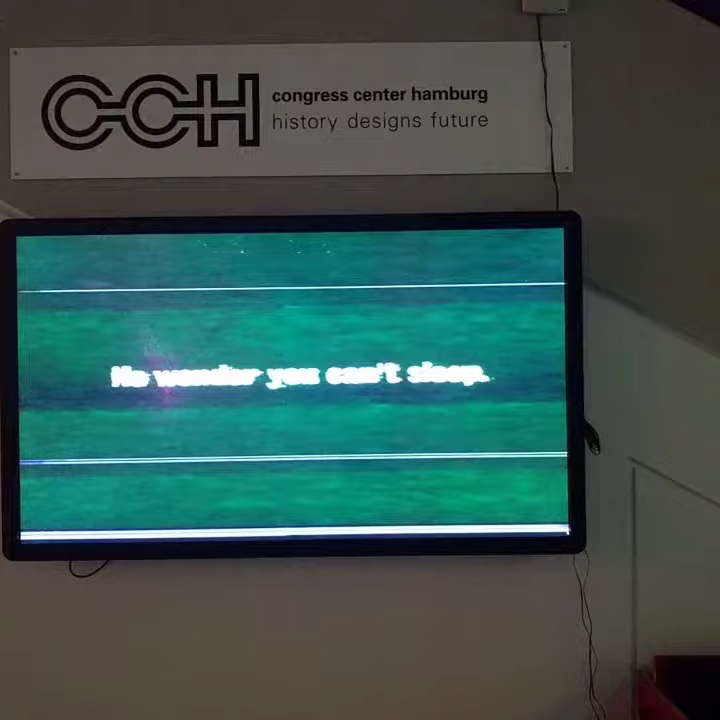 CCH
congress center hamburg
history designs future
No wonder you can't sleep.